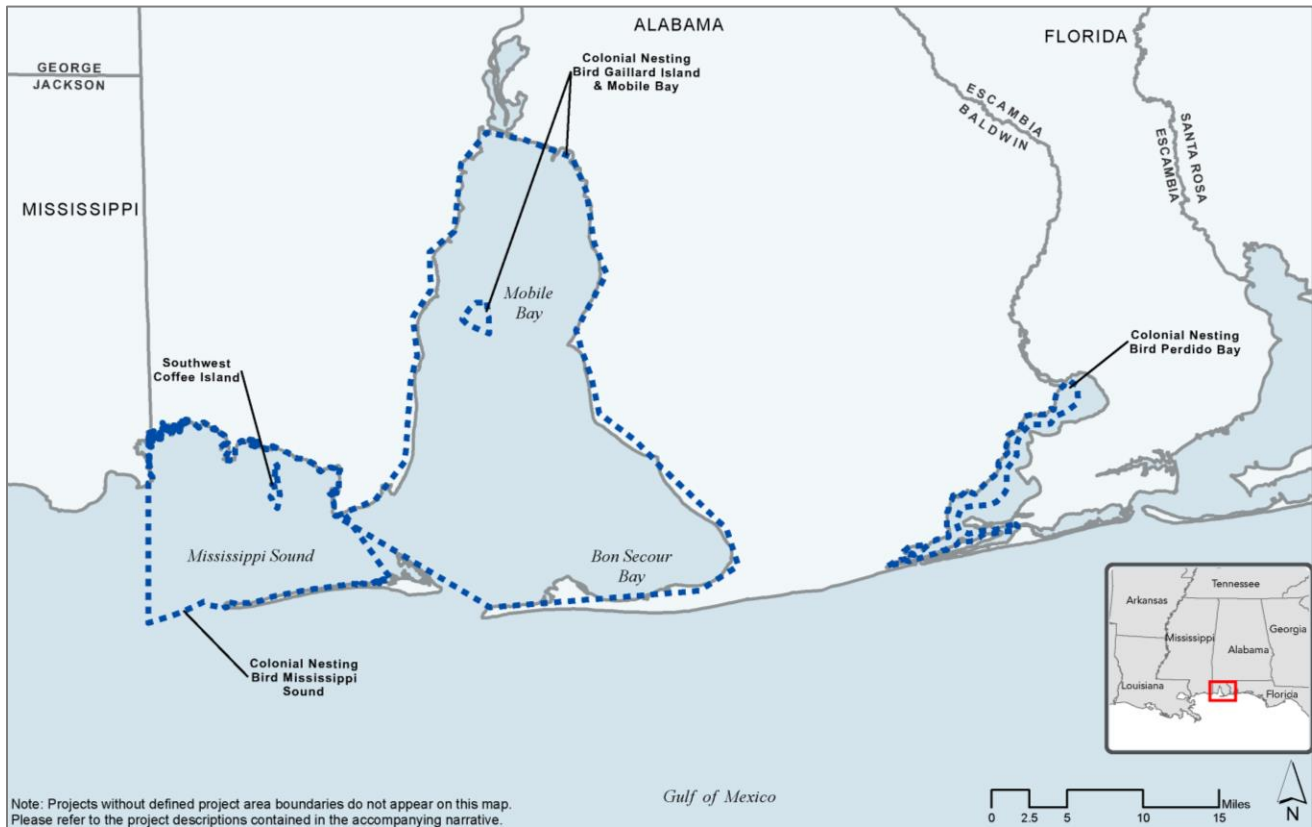 ALABAMA
FLORIDA
GEORGE
JACKSON
Colonial Nesting
Bird Gaillard Island
& Mobile Bay
ESCAMBIA
BALDWIN
SANTA ROSA
ESCAMBIA
MISSISSIPPI
Mobile
Bay
Southwest
Coffee Island
Colonial Nesting
Bird Perdido Bay
Mississippi Sound
Bon Secour
Bay
Colonial Nesting
Bird Mississippi
Sound
Tennessee
Arkansas
Mississippi
Alabama
Georgia
Louisiana
Florida
Gulf of Mexico
Note: Projects without defined project area boundaries do not appear on this map.
Please refer to the project descriptions contained in the accompanying narrative.
Miles
0 2.5 5 10 15
N